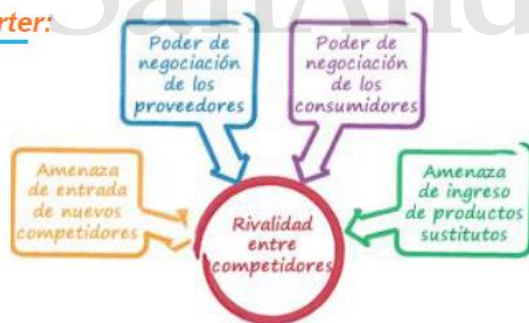 rter:
Poder de
negociación
de los
proveedores
Poder de
negociación
de los
consumidores
Amenaza
de entrada
de nuevos
competidores
Rivalidad
entre
competidores
Amenaza
de ingreso
de productos
sustitutos